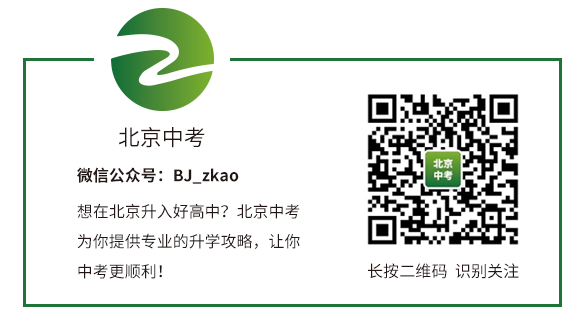 北京中考
微信公众号：BJ_zkao
想在北京升入好高中？北京中考
为你提供专业的升学攻略，让你
中考更顺利！
北京
中考
长按二维码 识别关注